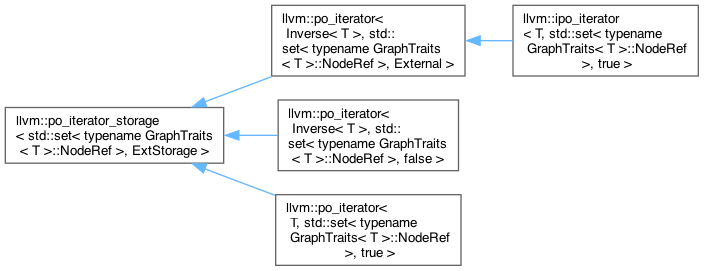 llvm::po_iterator<
Inverse< T >, std::
set< typename GraphTraits
< T >::NodeRef >, External >
llvm::ipo_iterator
< T, std::set< typename
GraphTraits< T >::NodeRef
>, true >
llvm::po_iterator_storage
< std::set< typename GraphTraits
< T >::NodeRef >, ExtStorage >
llvm::po_iterator<
Inverse< T >, std::
set< typename GraphTraits
< T >::NodeRef >, false >
llvm::po_iterator<
T, std::set< typename
GraphTraits< T >::NodeRef
>, true >